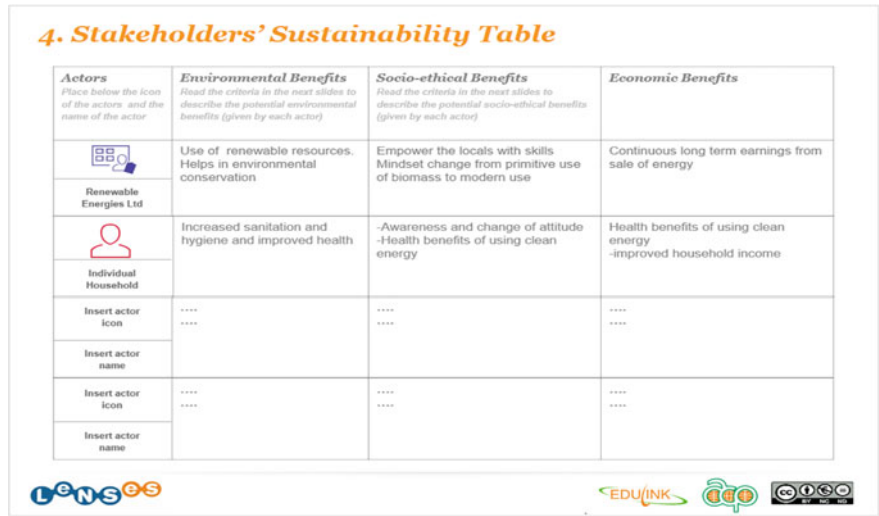 4. Stakeholders' Sustainability Table
Actors
Place below the icon
of the actors and the
name of the actor
Environmental Benefits
Read the criteria in the next slides to
describe the potential environmental
benefits (given by each actor)
Socio-ethical Benefits
Read the criteria in the next slides to
describe the potential socio-ethical benefits
(given by each actor)
Economic Benefits
Renewable
Energies Ltd
Use of renewable resources.
Helps in environmental
conservation
Empower the locals with skills
Mindset change from primitive use
of biomass to modern use
Continuous long term earnings from
sale of energy
Individual
Household
Increased sanitation and
hygiene and improved health
-Awareness and change of attitude
-Health benefits of using clean
energy
Health benefits of using clean
energy
-improved household income
Insert actor
icon
Insert actor
name
....
....
....
....
....
....
Insert actor
icon
Insert actor
name
....
....
....
....
....
....
LeNSes
EDULINK
acp
cc
BY NC ND